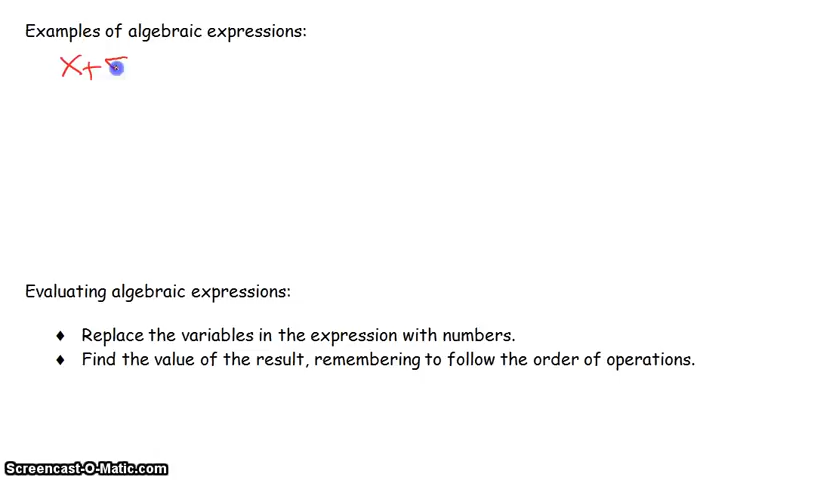 Examples of algebraic expressions:
x+
Evaluating algebraic expressions:
♦ Replace the variables in the expression with numbers.
♦ Find the value of the result, remembering to follow the order of operations.
Screencast-O-Matic.com